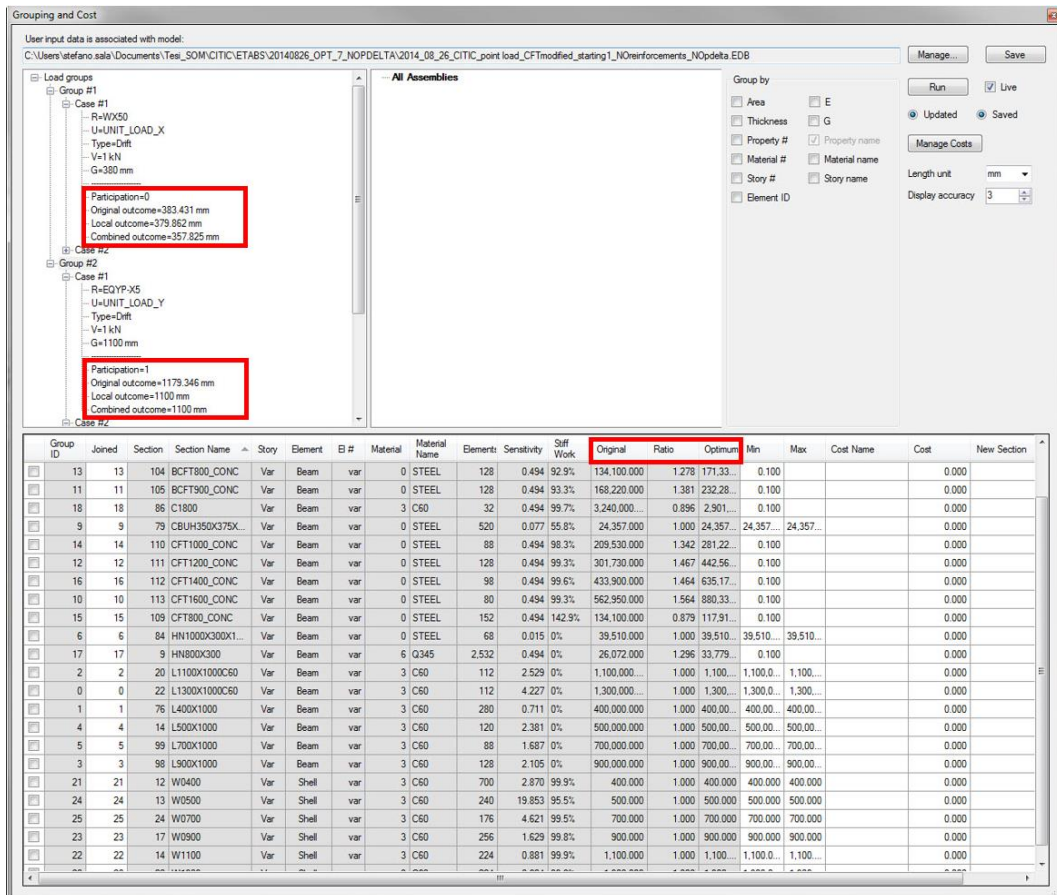 Grouping and Cost
User input data is associated with model:
C:\Users\stefano.sala\Documents\Tesi_SOM\CITIC\ETABS\20140826_OPT_7_NOPDELTA\2014_08_26_CITIC_point load_CFTmodified_starting1_NOreinforcements_NOpdelta.EDB
Manage...
Save
Load groups
Group #1
Case #1
R=WX50
U=UNIT_LOAD_X
Type=Drift
V=1 kN
G=380 mm
--------------------
Participation=0
Original outcome=383.431 mm
Local outcome=379.862 mm
Combined outcome=357.825 mm
Case #2
Group #2
Case #1
R=EQYP-X5
U=UNIT_LOAD_Y
Type=Drift
V=1 kN
G=1100 mm
--------------------
Participation=1
Original outcome=1179.346 mm
Local outcome=1100 mm
Combined outcome=1100 mm
Case #2
All Assemblies
Group by
Area E
Thickness G
Property # Property name
Material # Material name
Story # Story name
Element ID
Run Live
Updated Saved
Manage Costs
Length unit mm
Display accuracy 3
Group ID Joined Section Section Name Story Element El # Material Material Name Elements Sensitivity Stiff Work Original Ratio Optimum Min Max Cost Name Cost New Section
13 13 104 BCFT800_CONC Var Beam var 0 STEEL 128 0.494 92.9% 134,100.000 1.278 171,33... 0.100 0.000
11 11 105 BCFT900_CONC Var Beam var 0 STEEL 128 0.494 93.3% 168,220.000 1.381 232,28... 0.100 0.000
18 18 86 C1800 Var Beam var 3 C60 32 0.494 99.7% 3,240,000.... 0.896 2,901,... 0.100 0.000
9 9 79 CBUH350X375X... Var Beam var 0 STEEL 520 0.077 55.8% 24,357.000 1.000 24,357... 24,357.... 24,357... 0.000
14 14 110 CFT1000_CONC Var Beam var 0 STEEL 88 0.494 98.3% 209,530.000 1.342 281,22... 0.100 0.000
12 12 111 CFT1200_CONC Var Beam var 0 STEEL 128 0.494 99.3% 301,730.000 1.467 442,56... 0.100 0.000
16 16 112 CFT1400_CONC Var Beam var 0 STEEL 98 0.494 99.6% 433,900.000 1.464 635,17... 0.100 0.000
10 10 113 CFT1600_CONC Var Beam var 0 STEEL 80 0.494 99.3% 562,950.000 1.564 880,33... 0.100 0.000
15 15 109 CFT800_CONC Var Beam var 0 STEEL 152 0.494 142.9% 134,100.000 0.879 117,91... 0.100 0.000
6 6 84 HN1000X300X1... Var Beam var 0 STEEL 68 0.015 0% 39,510.000 1.000 39,510... 39,510.... 39,510... 0.000
17 17 9 HN800X300 Var Beam var 6 Q345 2,532 0.494 0% 26,072.000 1.296 33,779... 0.100 0.000
2 2 20 L1100X1000C60 Var Beam var 3 C60 112 2.529 0% 1,100,000.... 1.000 1,100,... 1,100,0... 1,100,... 0.000
0 0 22 L1300X1000C60 Var Beam var 3 C60 112 4.227 0% 1,300,000.... 1.000 1,300,... 1,300,0... 1,300,... 0.000
1 1 76 L400X1000 Var Beam var 3 C60 280 0.711 0% 400,000.000 1.000 400,00... 400,00... 400,00... 0.000
4 4 14 L500X1000 Var Beam var 3 C60 120 2.381 0% 500,000.000 1.000 500,00... 500,00... 500,00... 0.000
5 5 99 L700X1000 Var Beam var 3 C60 88 1.687 0% 700,000.000 1.000 700,00... 700,00... 700,00... 0.000
3 3 98 L900X1000 Var Beam var 3 C60 128 2.105 0% 900,000.000 1.000 900,00... 900,00... 900,00... 0.000
21 21 12 W0400 Var Shell var 3 C60 700 2.870 99.9% 400.000 1.000 400.000 400.000 400.000 0.000
24 24 13 W0500 Var Shell var 3 C60 240 19.853 95.5% 500.000 1.000 500.000 500.000 500.000 0.000
25 25 24 W0700 Var Shell var 3 C60 176 4.621 99.5% 700.000 1.000 700.000 700.000 700.000 0.000
23 23 17 W0900 Var Shell var 3 C60 256 1.629 99.8% 900.000 1.000 900.000 900.000 900.000 0.000
22 22 14 W1100 Var Shell var 3 C60 224 0.881 99.9% 1,100.000 1.000 1,100.... 1,100.0... 1,100.... 0.000